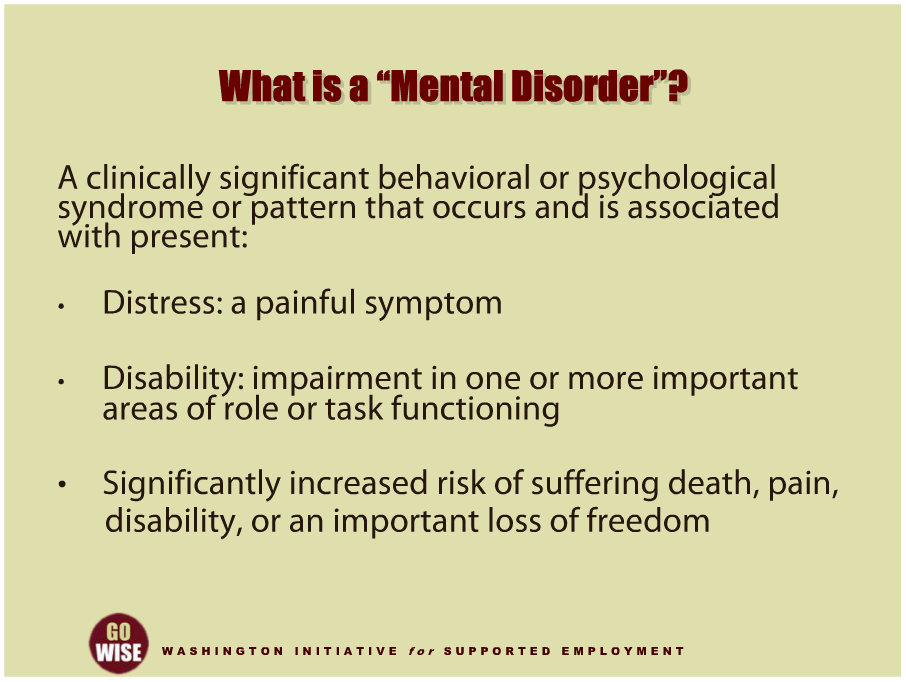 What is a “Mental Disorder”?
A clinically significant behavioral or psychological
syndrome or pattern that occurs and is associated
with present:
• Distress: a painful symptom
• Disability: impairment in one or more important
areas of role or task functioning
• Significantly increased risk of suffering death, pain,
disability, or an important loss of freedom
GO
WISE
WASHINGTON INITIATIVE for SUPPORTED EMPLOYMENT